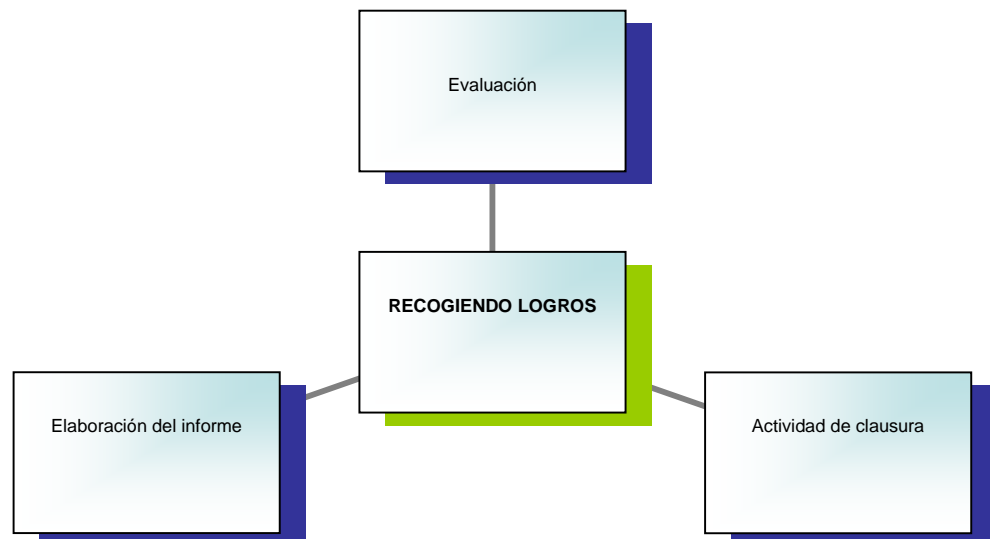 Evaluación
RECOGIENDO LOGROS
Elaboración del informe
Actividad de clausura